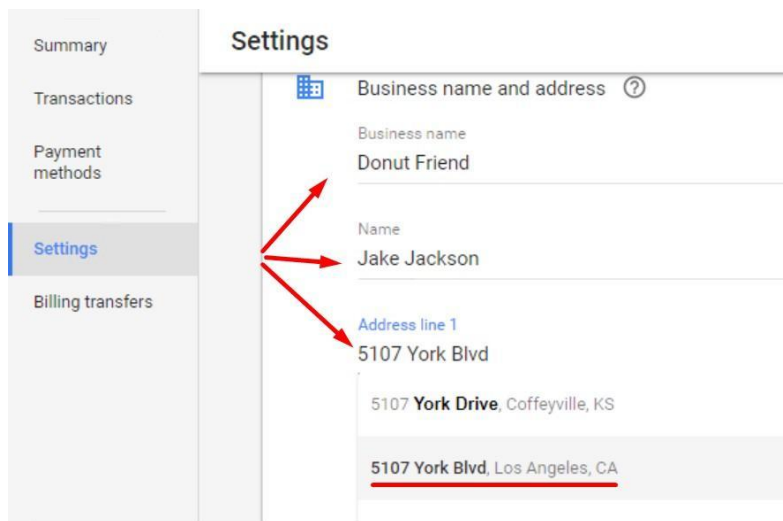 Summary
Transactions
Payment
methods
Settings
Billing transfers
Settings
Business name and address
Business name
Donut Friend
Name
Jake Jackson
Address line 1
5107 York Blvd
5107 York Drive, Coffeyville, KS
5107 York Blvd, Los Angeles, CA